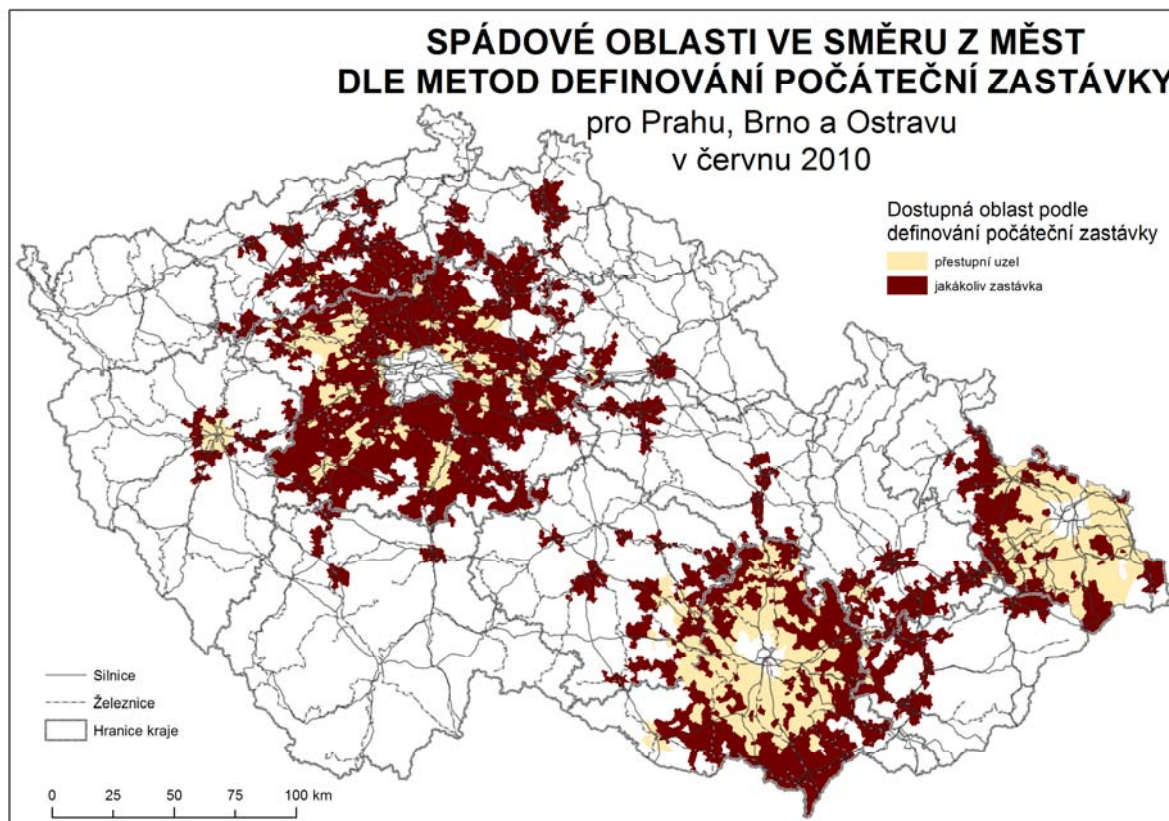 SPÁDOVÉ OBLASTI VE SMĚRU Z MĚST
DLE METOD DEFINOVÁNÍ POČÁTEČNÍ ZASTÁVKY
pro Prahu, Brno a Ostravu
v červnu 2010
Dostupná oblast podle
definování počáteční zastávky
přestupní uzel
jakákoliv zastávka
Silnice
Železnice
Hranice kraje
0 25 50 75 100 km